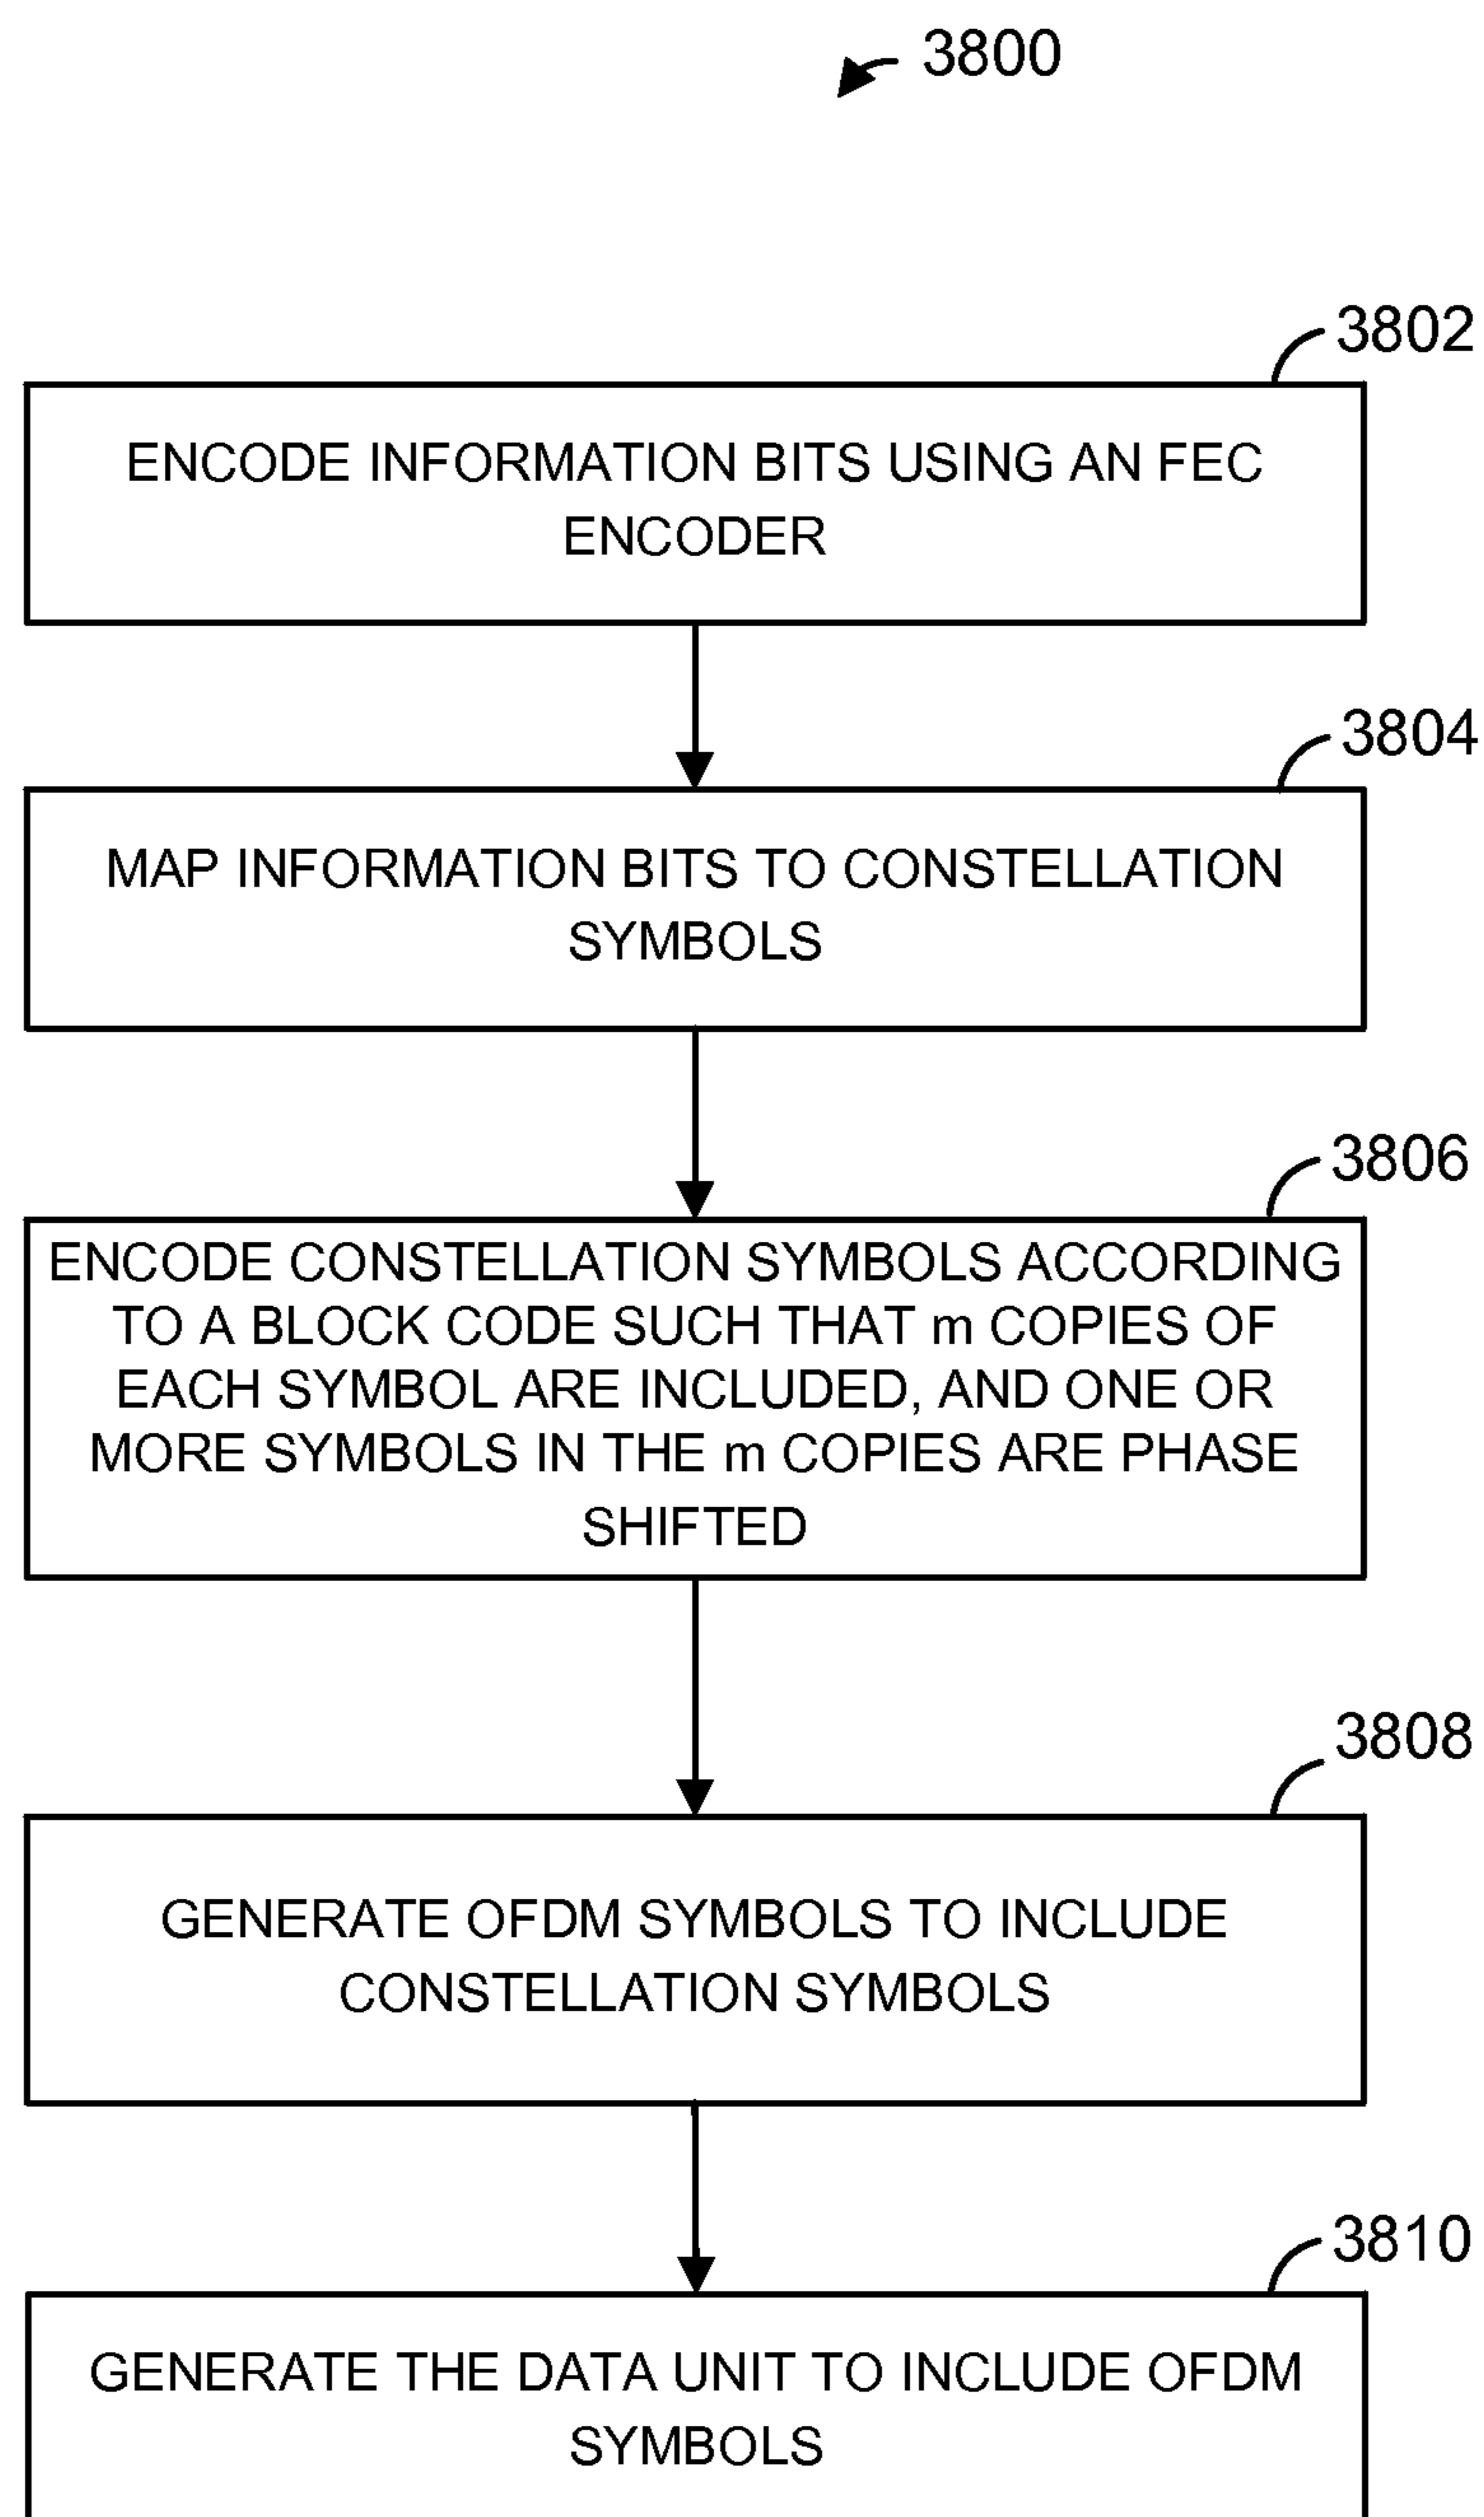 3800
3802
ENCODE INFORMATION BITS USING AN FEC
ENCODER
3804
MAP INFORMATION BITS TO CONSTELLATION
SYMBOLS
3806
ENCODE CONSTELLATION SYMBOLS ACCORDING
TO A BLOCK CODE SUCH THAT m COPIES OF
EACH SYMBOL ARE INCLUDED, AND ONE OR
MORE SYMBOLS IN THE m COPIES ARE PHASE
SHIFTED
3808
GENERATE OFDM SYMBOLS TO INCLUDE
CONSTELLATION SYMBOLS
3810
GENERATE THE DATA UNIT TO INCLUDE OFDM
SYMBOLS